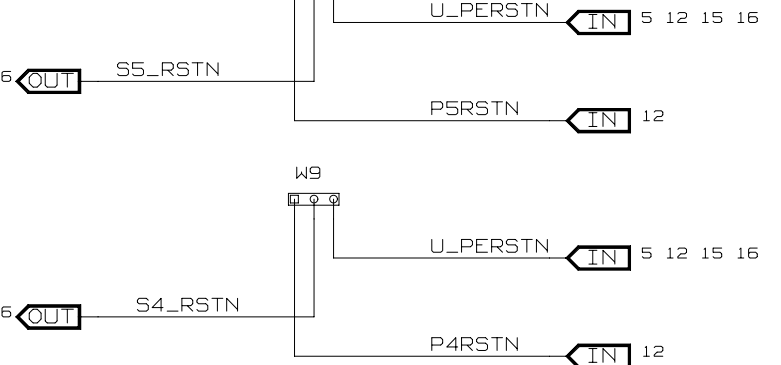 U_PERSTN IN 5 12 15 16
6 OUT S5_RSTN
P5RSTN IN 12
W9
U_PERSTN IN 5 12 15 16
6 OUT S4_RSTN
P4RSTN IN 12